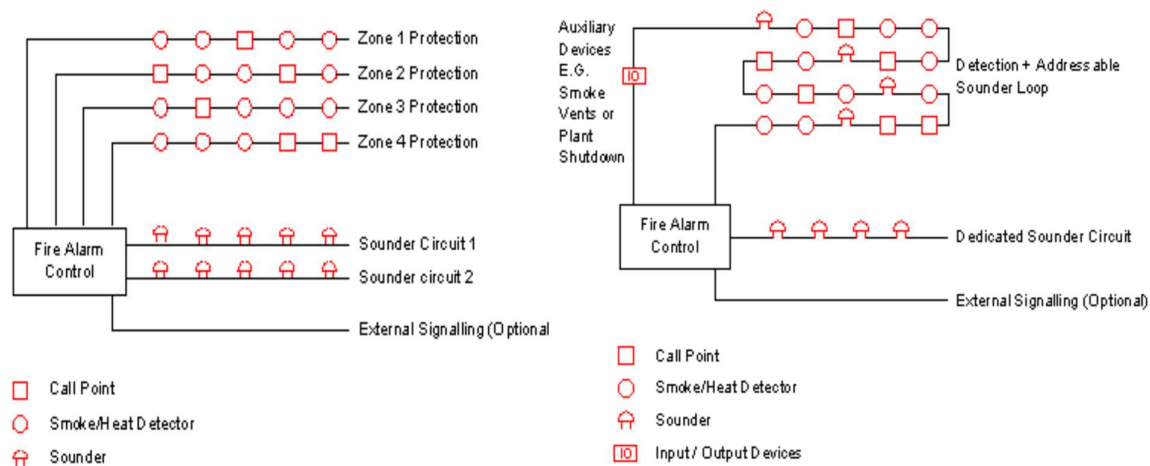 Zone 1 Protection
Zone 2 Protection
Zone 3 Protection
Zone 4 Protection
Fire Alarm
Control
Sounder Circuit 1
Sounder circuit 2
External Signalling (Optional
Call Point
Smoke/Heat Detector
Sounder
Auxiliary
Devices
E.G.
Smoke
Vents or
Plant
Shutdown
IO
Detection + Addressable
Sounder Loop
Fire Alarm
Control
Dedicated Sounder Circuit
External Signalling (Optional)
Call Point
Smoke/Heat Detector
Sounder
IO Input / Output Devices